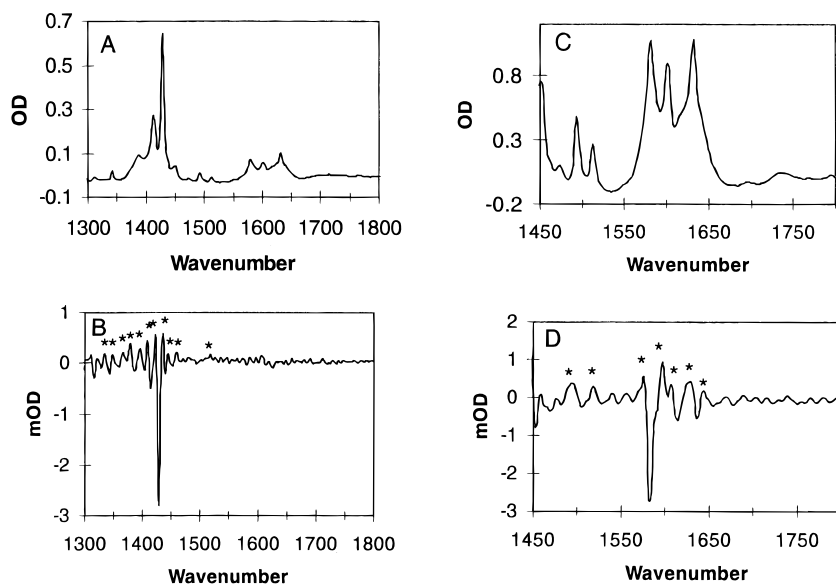 A
0.7
0.5
0.3
0.1
-0.1
OD
1300 1400 1500 1600 1700 1800
Wavenumber
C
0.8
0.3
-0.2
OD
1450 1550 1650 1750
Wavenumber
B
1
0
-1
-2
-3
mOD
** *** ** * ** *
1300 1400 1500 1600 1700 1800
Wavenumber
D
2
1
0
-1
-2
-3
mOD
* * * * * * *
1450 1550 1650 1750
Wavenumber